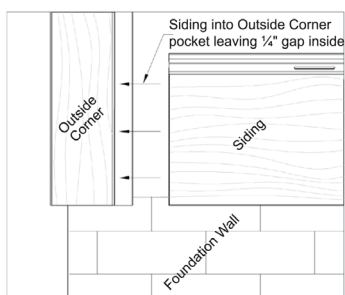 Siding into Outside Corner
pocket leaving ¼" gap inside
Outside
Corner
Siding
Foundation Wall